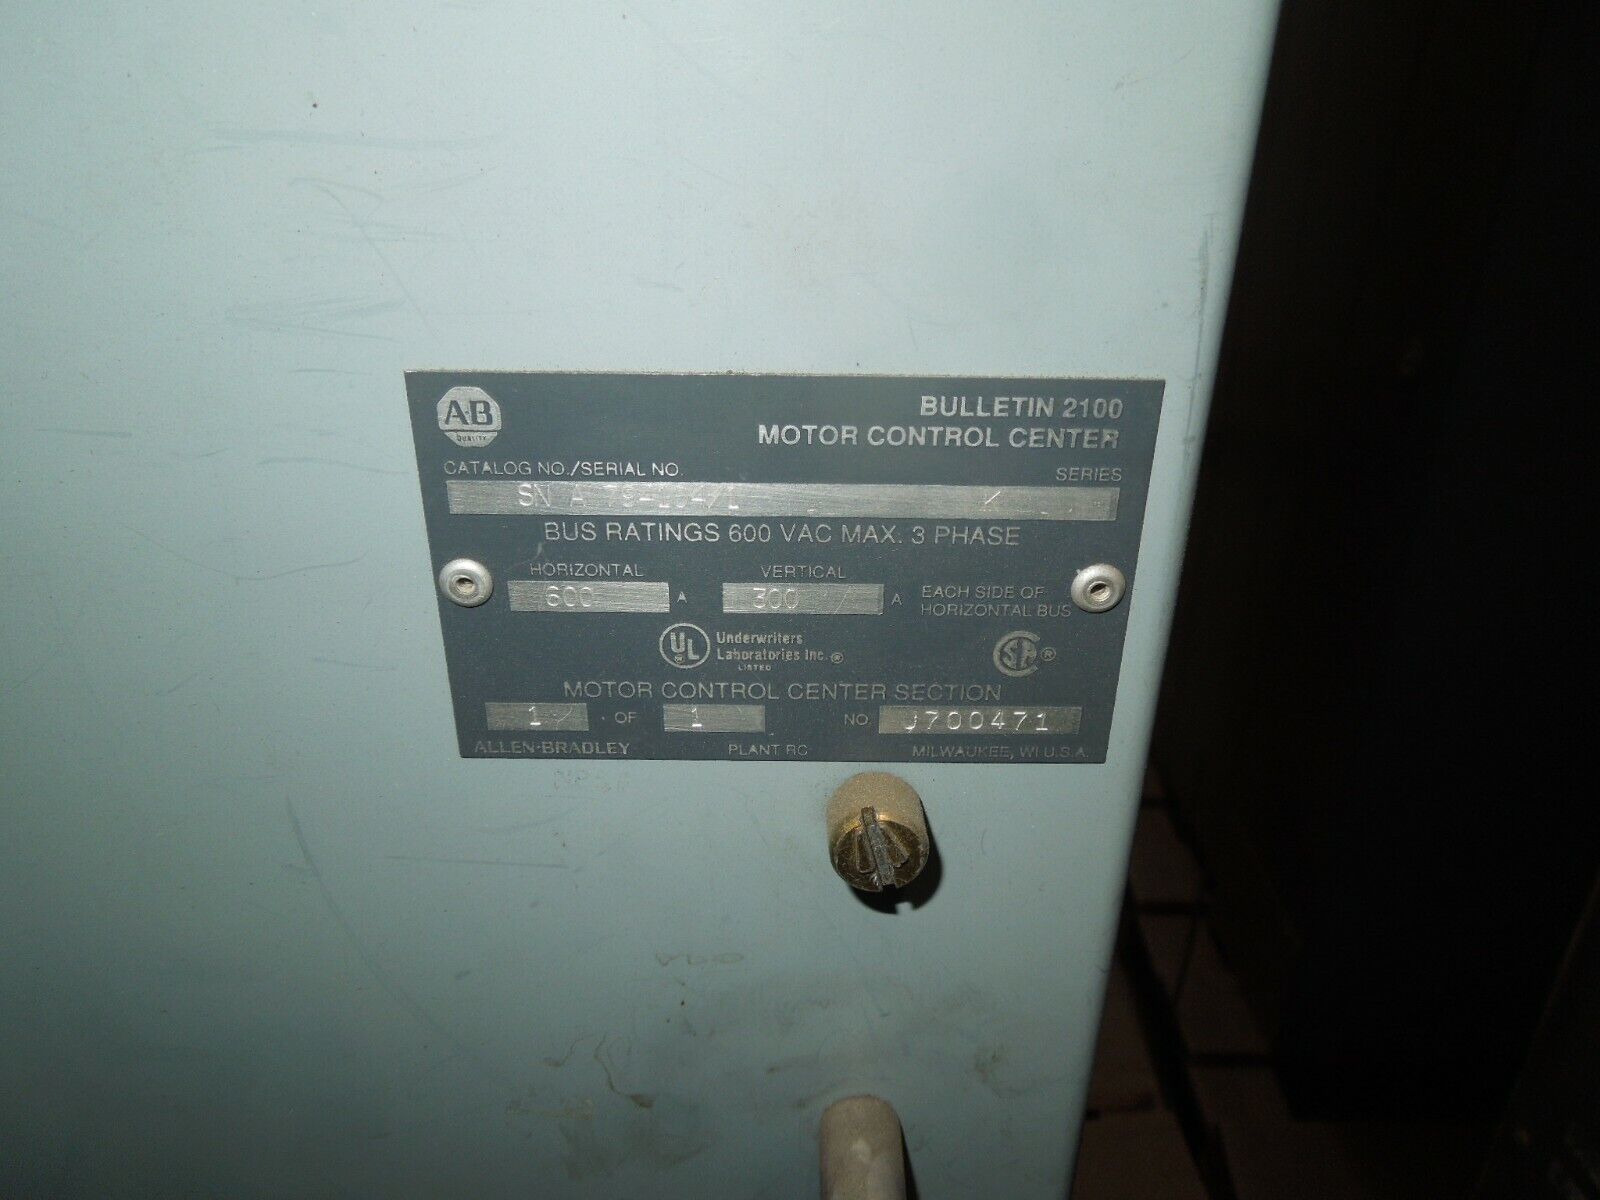 A-B
QUALITY
BULLETIN 2100
MOTOR CONTROL CENTER
CATALOG NO./SERIAL NO. SERIES
SN A
BUS RATINGS 600 VAC MAX. 3 PHASE
HORIZONTAL VERTICAL
600 A 300 A EACH SIDE OF
HORIZONTAL BUS
UL Underwriters
Laboratories Inc.®
LISTED
SP®
MOTOR CONTROL CENTER SECTION
1 OF 1 NO. J700471
ALLEN-BRADLEY PLANT RC MILWAUKEE, WI U.S.A.